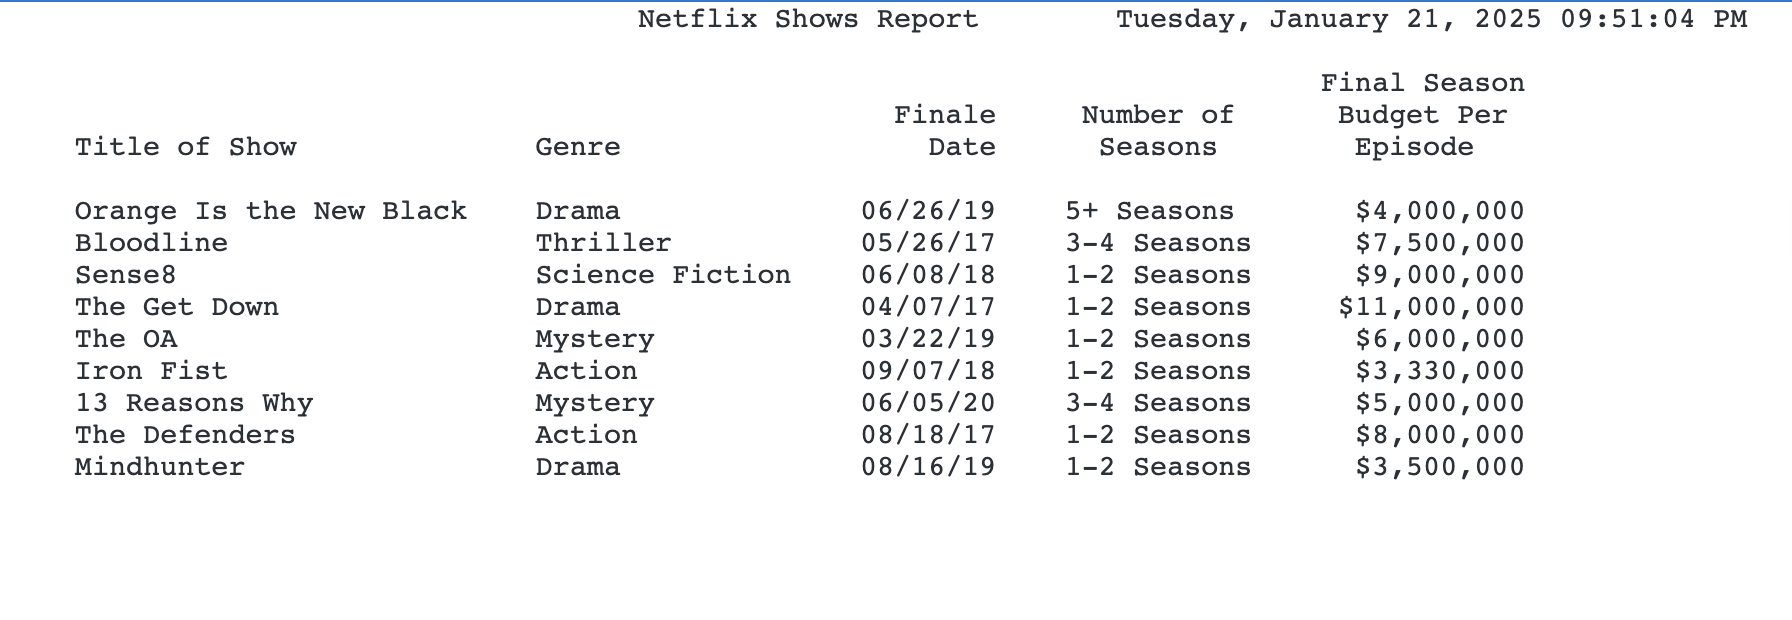 Netflix Shows Report Tuesday, January 21, 2025 09:51:04 PM
Final Season
Finale Number of Budget Per
Title of Show Genre Date Seasons Episode
Orange Is the New Black Drama 06/26/19 5+ Seasons $4,000,000
Bloodline Thriller 05/26/17 3-4 Seasons $7,500,000
Sense8 Science Fiction 06/08/18 1-2 Seasons $9,000,000
The Get Down Drama 04/07/17 1-2 Seasons $11,000,000
The OA Mystery 03/22/19 1-2 Seasons $6,000,000
Iron Fist Action 09/07/18 1-2 Seasons $3,330,000
13 Reasons Why Mystery 06/05/20 3-4 Seasons $5,000,000
The Defenders Action 08/18/17 1-2 Seasons $8,000,000
Mindhunter Drama 08/16/19 1-2 Seasons $3,500,000